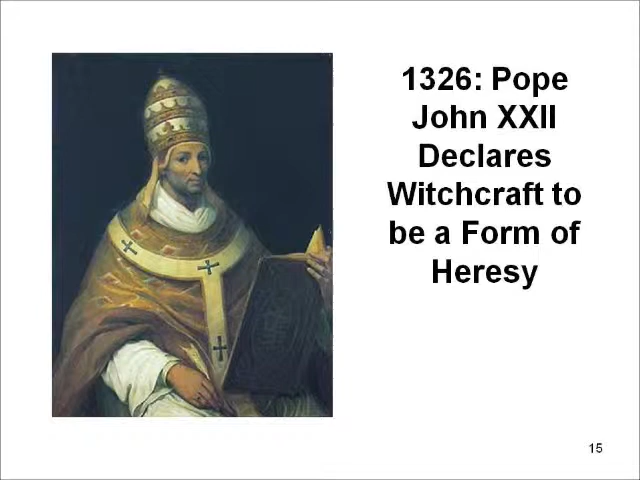 1326: Pope
John XXII
Declares
Witchcraft to
be a Form of
Heresy
15